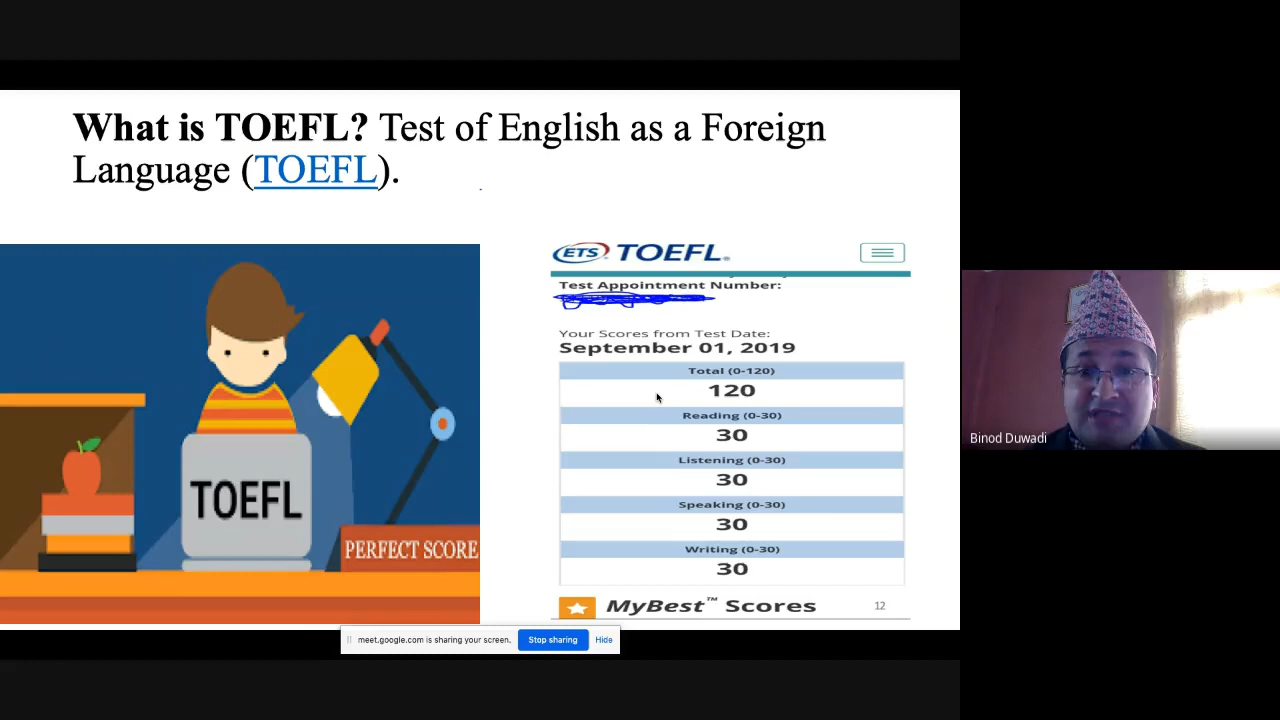 What is TOEFL? Test of English as a Foreign
Language (TOEFL).
TOEFL
PERFECT SCORE
ETS TOEFL
Test Appointment Number:
Your Scores from Test Date:
September 01, 2019
Total (0-120)
120
Reading (0-30)
30
Listening (0-30)
30
Speaking (0-30)
30
Writing (0-30)
30
MyBest™ Scores
12
meet.google.com is sharing your screen.
Stop sharing
Hide
Binod Duwadi